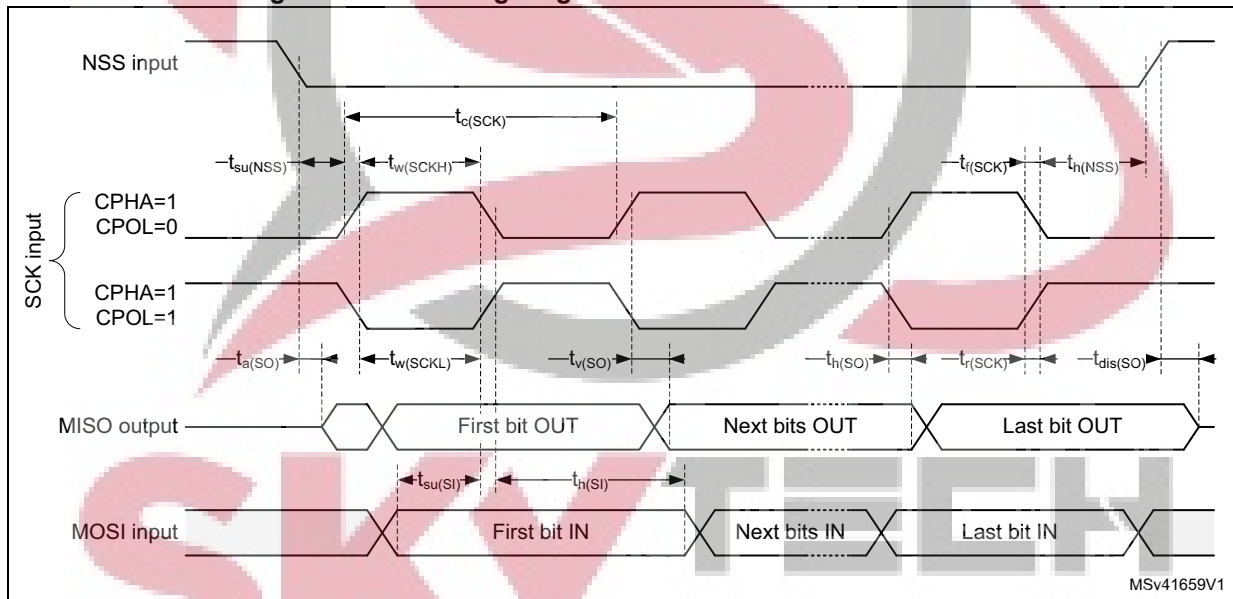 NSS input
tc(SCK)
tsu(NSS)
tw(SCKH)
tf(SCK)
th(NSS)
SCK input
CPHA=1
CPOL=0
CPHA=1
CPOL=1
ta(SO)
tw(SCKL)
tv(SO)
th(SO)
tr(SCK)
tdis(SO)
MISO output
First bit OUT
Next bits OUT
Last bit OUT
tsu(SI)
th(SI)
MOSI input
First bit IN
Next bits IN
Last bit IN
SKV TECH
MSv41659V1